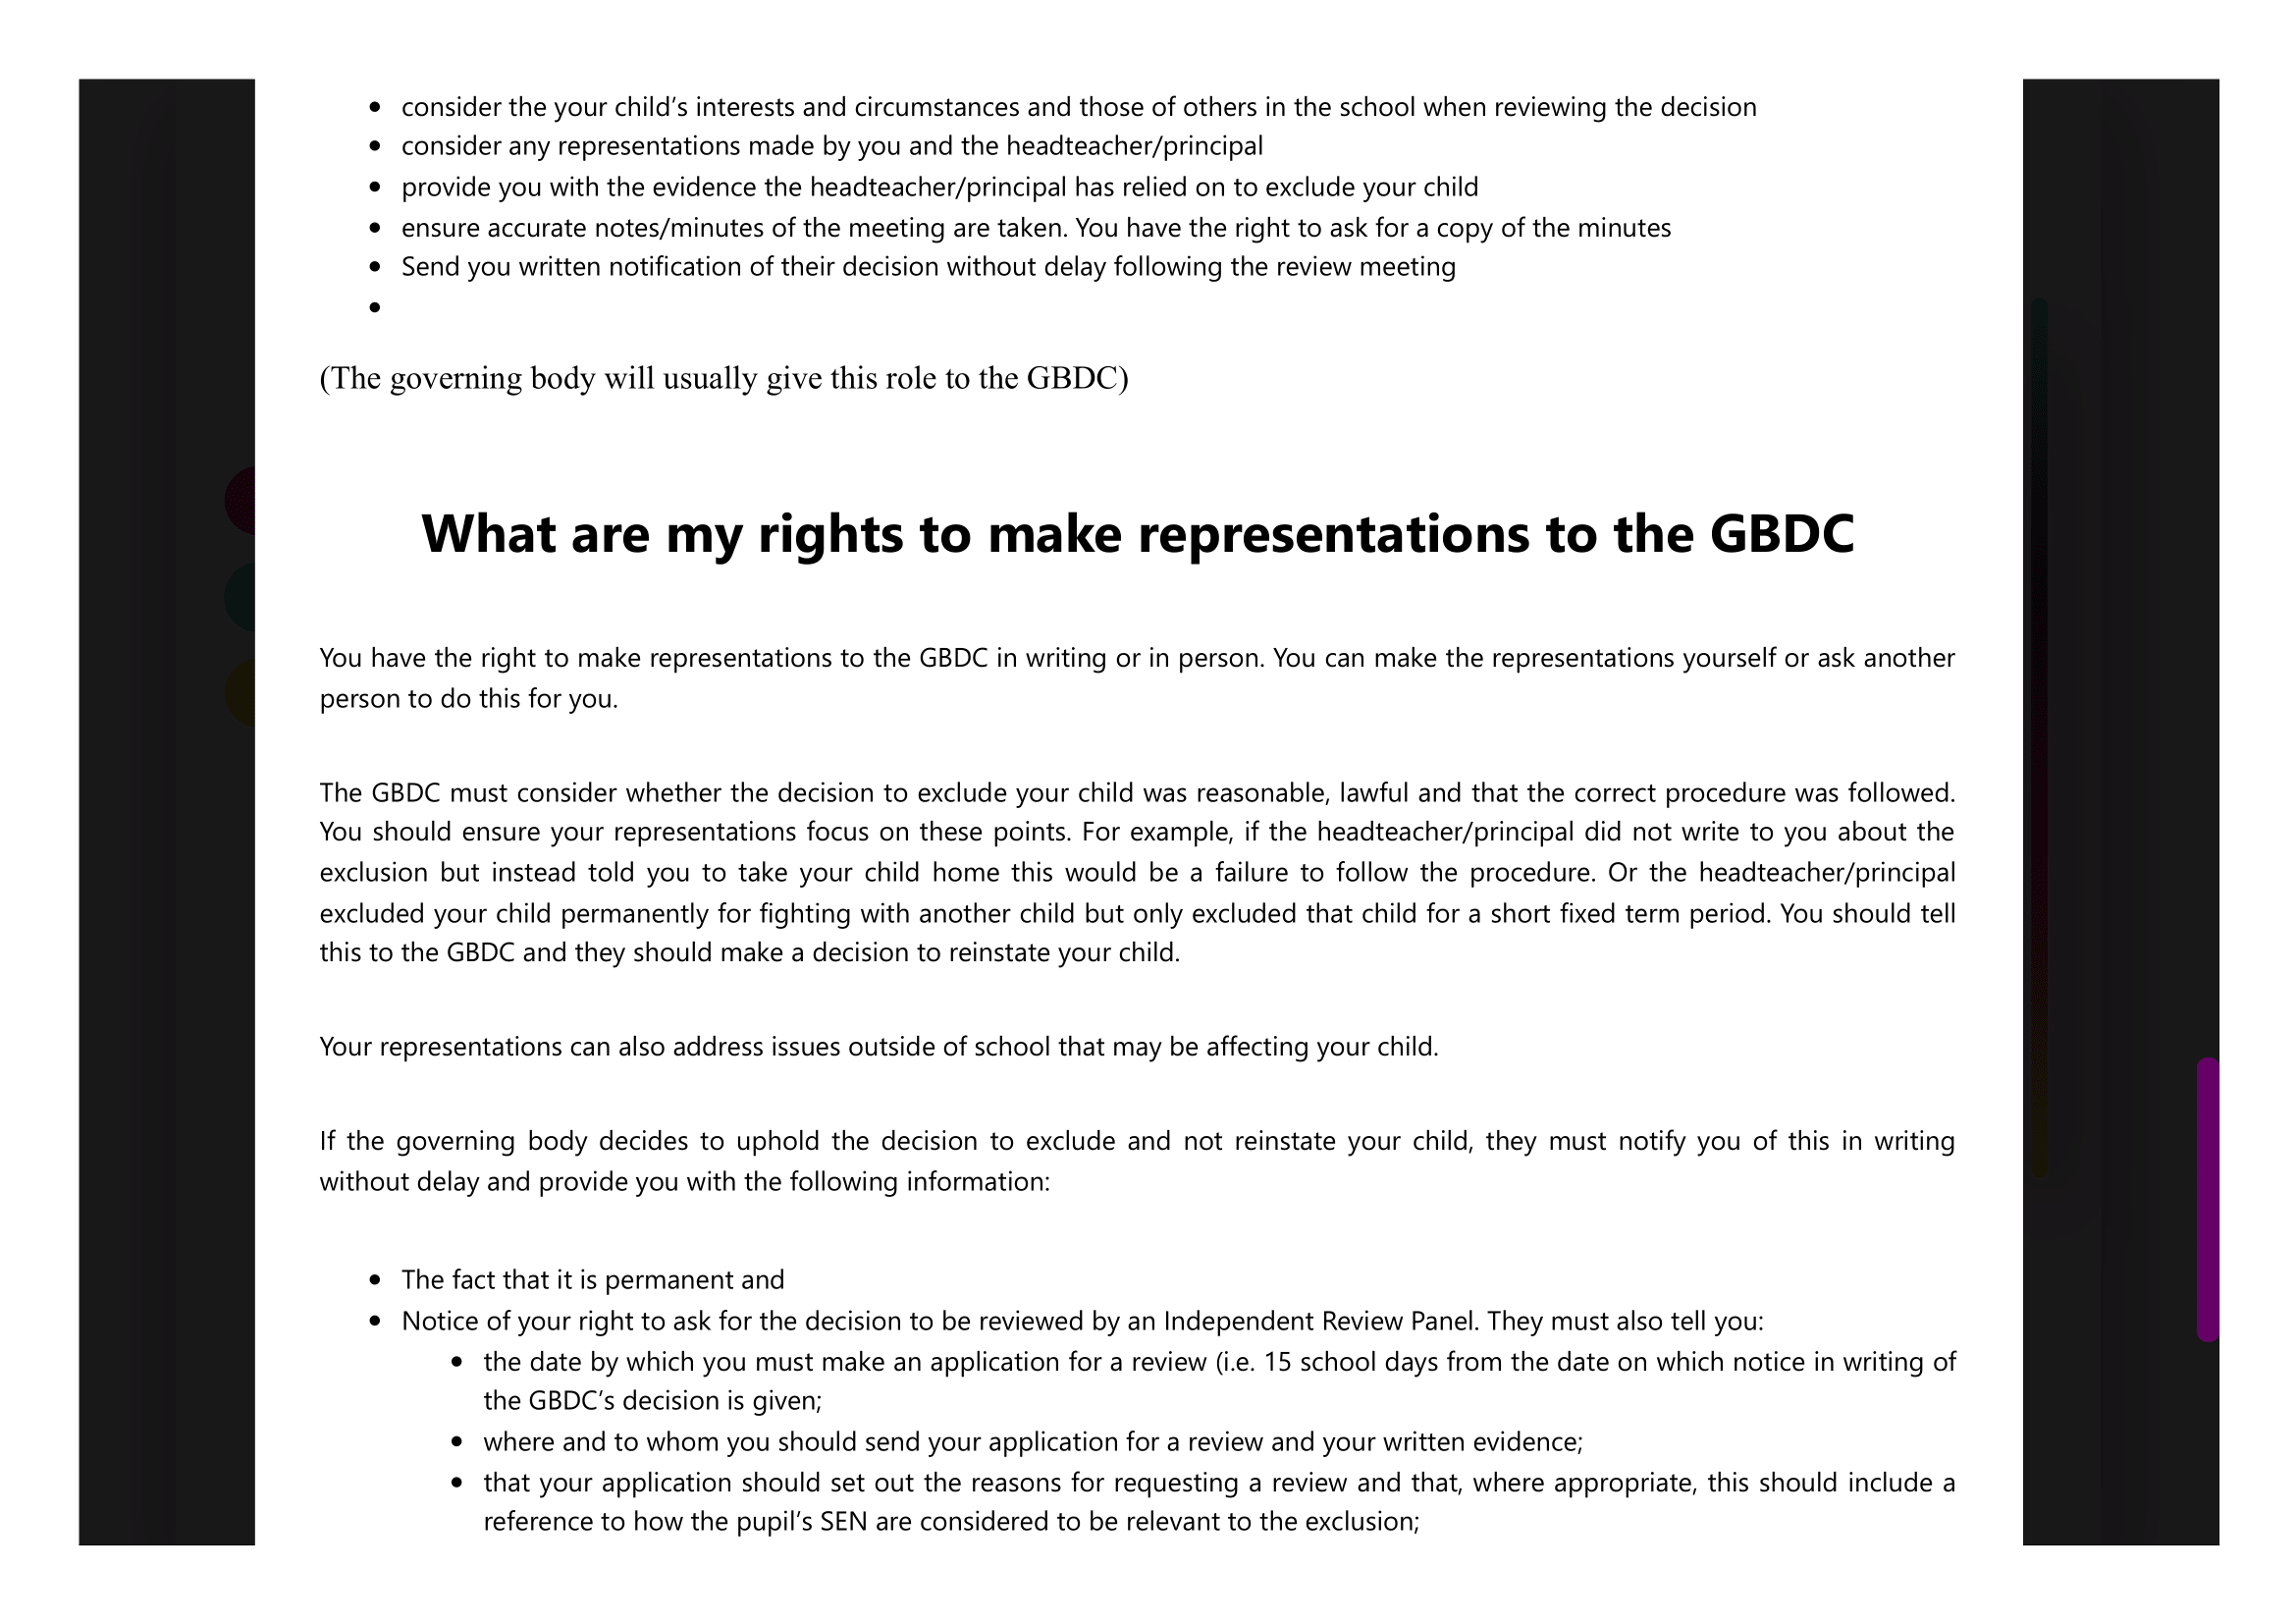 • consider the your child’s interests and circumstances and those of others in the school when reviewing the decision
• consider any representations made by you and the headteacher/principal
• provide you with the evidence the headteacher/principal has relied on to exclude your child
• ensure accurate notes/minutes of the meeting are taken. You have the right to ask for a copy of the minutes
• Send you written notification of their decision without delay following the review meeting
•
(The governing body will usually give this role to the GBDC)
What are my rights to make representations to the GBDC
You have the right to make representations to the GBDC in writing or in person. You can make the representations yourself or ask another
person to do this for you.
The GBDC must consider whether the decision to exclude your child was reasonable, lawful and that the correct procedure was followed.
You should ensure your representations focus on these points. For example, if the headteacher/principal did not write to you about the
exclusion but instead told you to take your child home this would be a failure to follow the procedure. Or the headteacher/principal
excluded your child permanently for fighting with another child but only excluded that child for a short fixed term period. You should tell
this to the GBDC and they should make a decision to reinstate your child.
Your representations can also address issues outside of school that may be affecting your child.
If the governing body decides to uphold the decision to exclude and not reinstate your child, they must notify you of this in writing
without delay and provide you with the following information:
• The fact that it is permanent and
• Notice of your right to ask for the decision to be reviewed by an Independent Review Panel. They must also tell you:
• the date by which you must make an application for a review (i.e. 15 school days from the date on which notice in writing of
the GBDC’s decision is given;
• where and to whom you should send your application for a review and your written evidence;
• that your application should set out the reasons for requesting a review and that, where appropriate, this should include a
reference to how the pupil’s SEN are considered to be relevant to the exclusion;